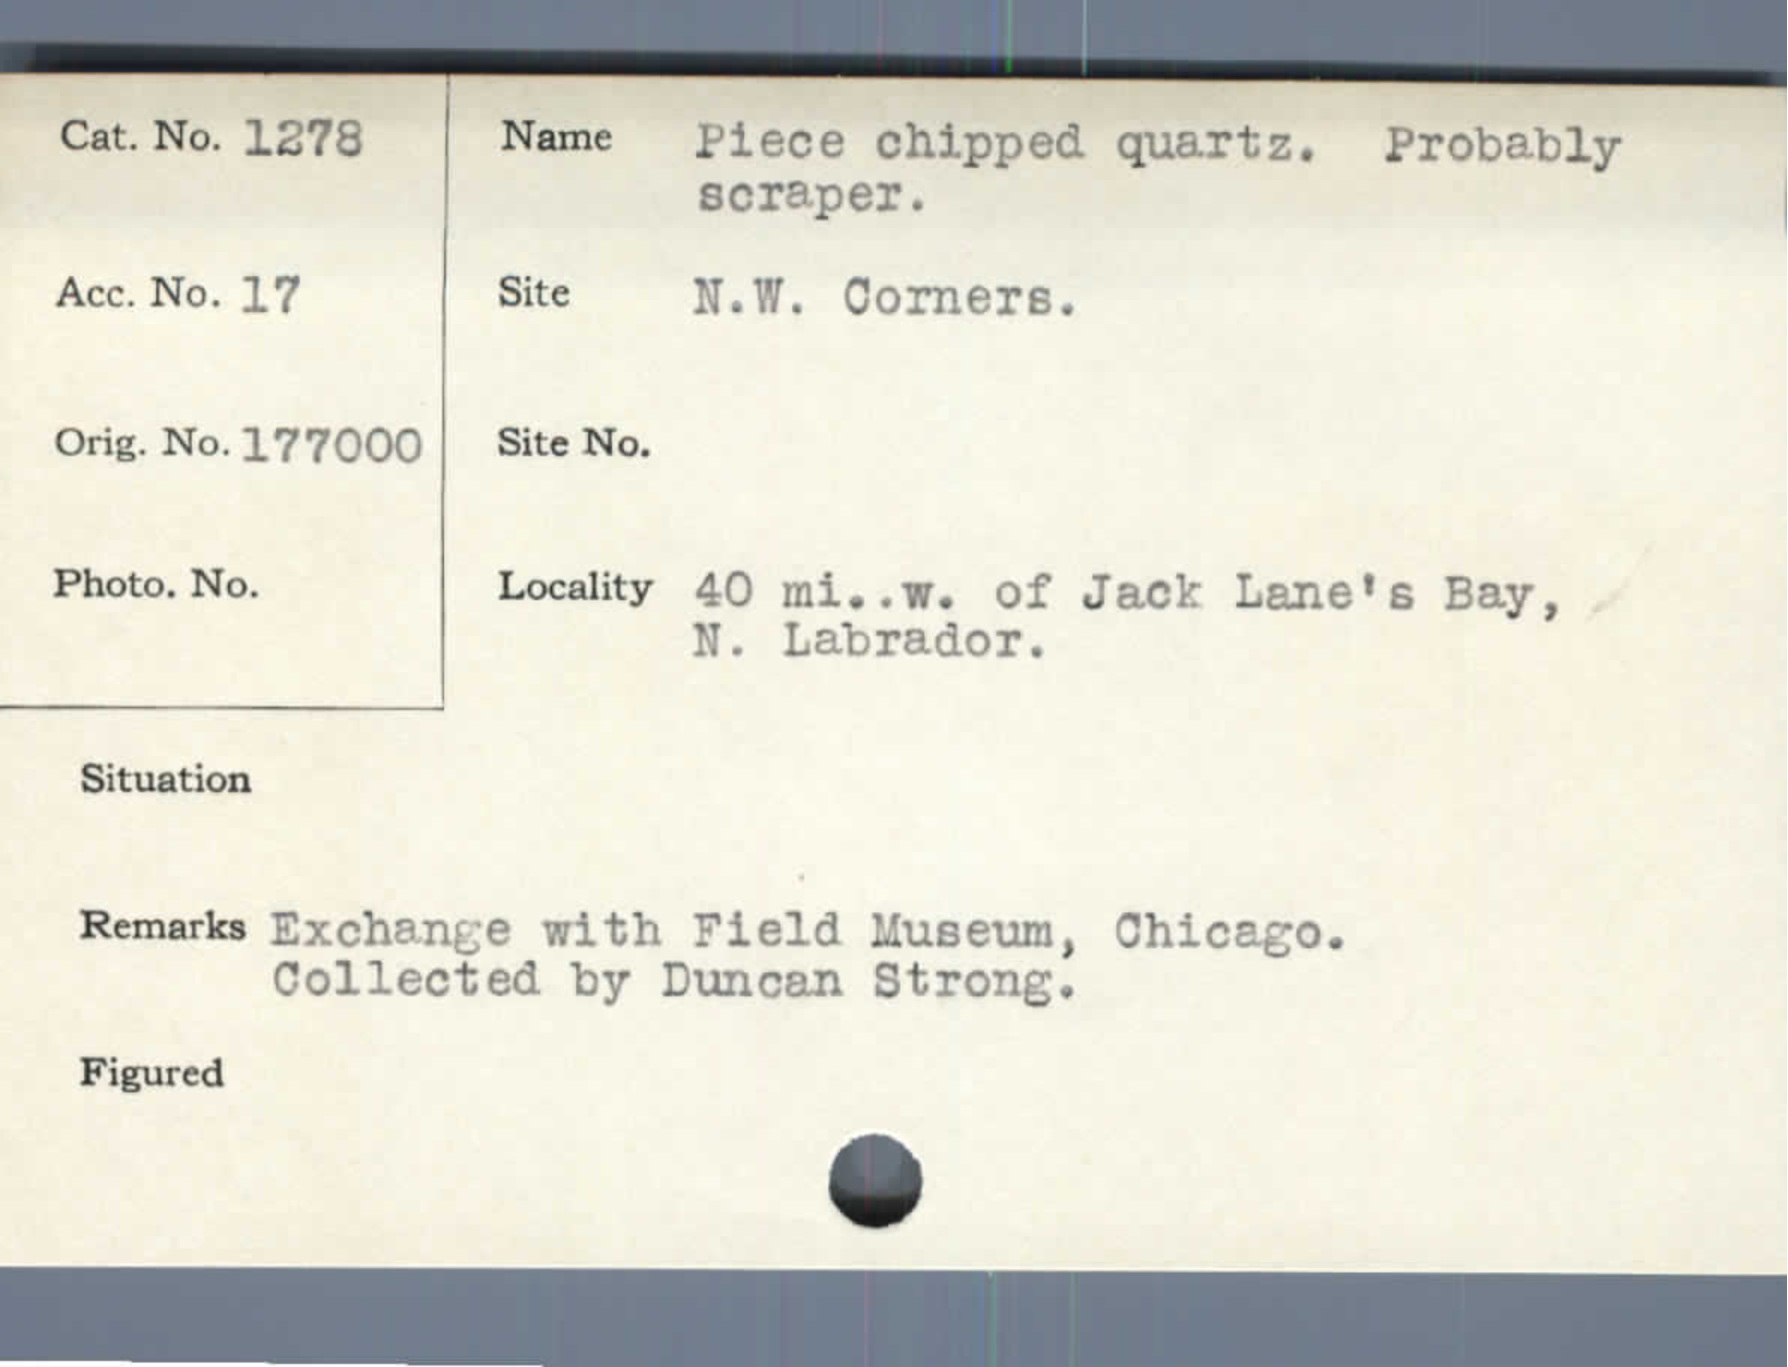 Cat. No. 1278
Name Piece chipped quartz. Probably
scraper.
Acc. No. 17
Site N.W. Corners.
Orig. No. 177000
Site No.
Photo. No.
Locality 40 mi..w. of Jack Lane's Bay,
N. Labrador.
Situation
Remarks Exchange with Field Museum, Chicago.
Collected by Duncan Strong.
Figured